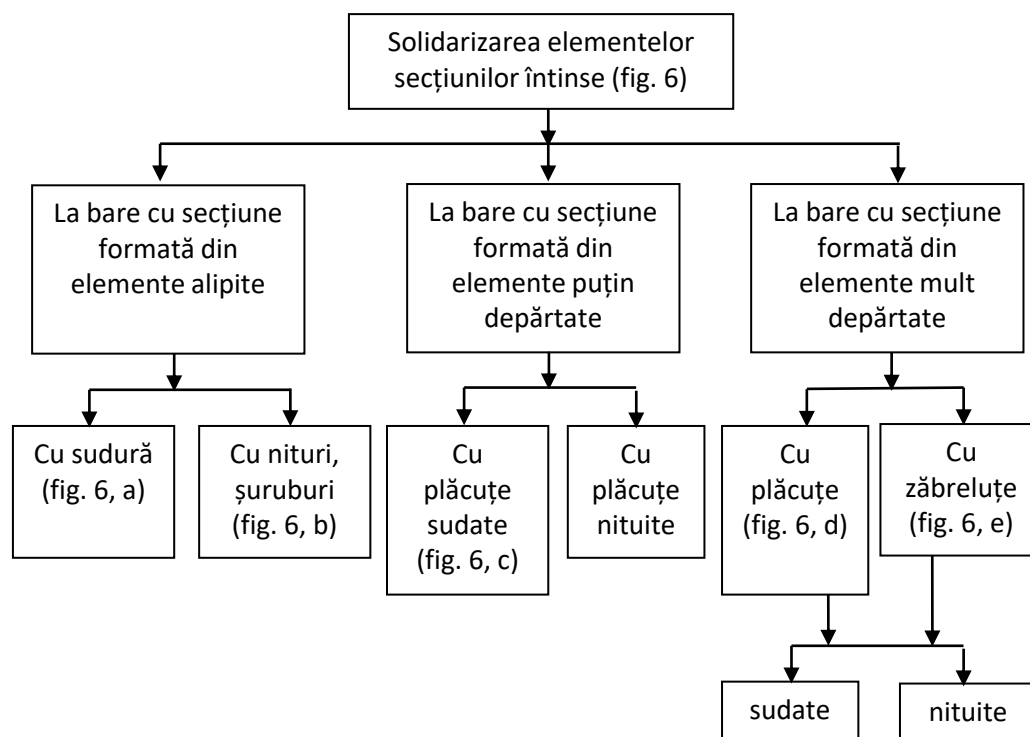 Solidarizarea elementelor
secțiunilor întinse (fig. 6)
La bare cu secțiune
formată din
elemente alipite
La bare cu secțiune
formată din
elemente puțin
depărtate
La bare cu secțiune
formată din
elemente mult
depărtate
Cu sudură
(fig. 6, a)
Cu nituri,
șuruburi
(fig. 6, b)
Cu
plăcuțe
sudate
(fig. 6, c)
Cu
plăcuțe
nituite
Cu
plăcuțe
(fig. 6, d)
Cu
zăbreluțe
(fig. 6, e)
sudate
nituite